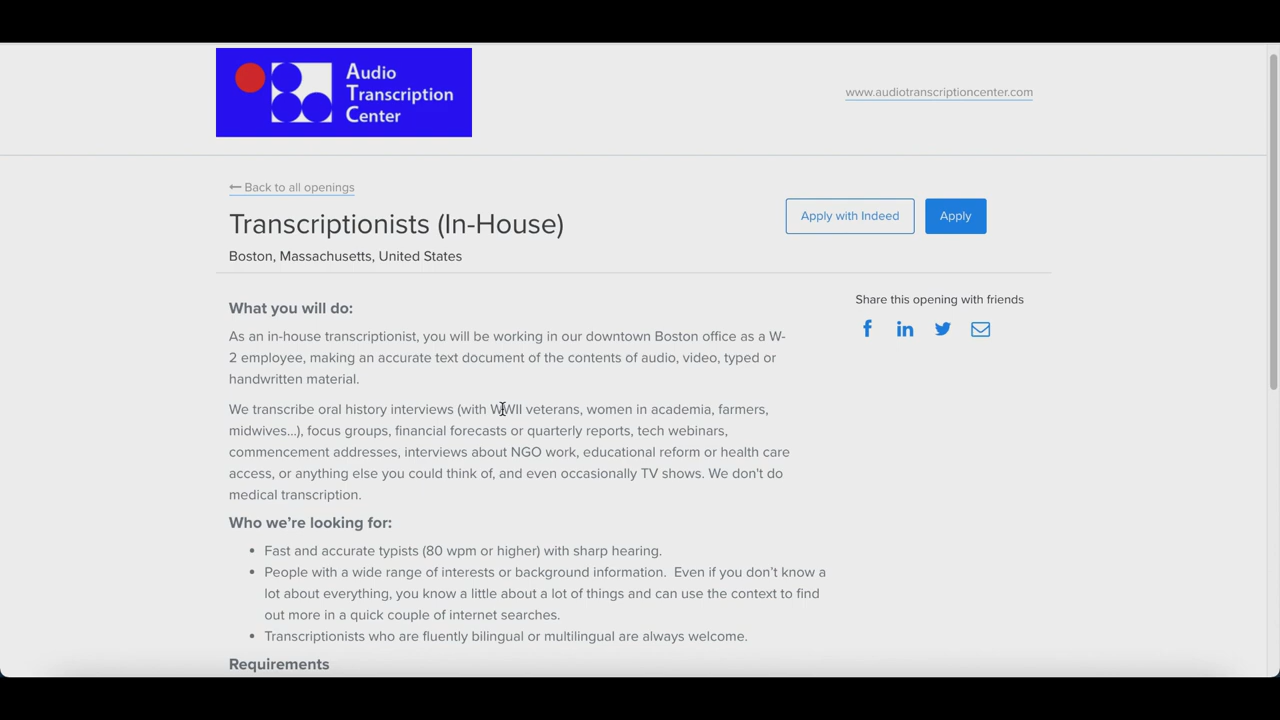 Audio
Transcription
Center
www.audiotranscriptioncenter.com
Back to all openings
Transcriptionists (In-House)
Apply with Indeed
Apply
Boston, Massachusetts, United States
What you will do:
Share this opening with friends
As an in-house transcriptionist, you will be working in our downtown Boston office as a W-
2 employee, making an accurate text document of the contents of audio, video, typed or
handwritten material.
We transcribe oral history interviews (with WWII veterans, women in academia, farmers,
midwives...), focus groups, financial forecasts or quarterly reports, tech webinars,
commencement addresses, interviews about NGO work, educational reform or health care
access, or anything else you could think of, and even occasionally TV shows. We don't do
medical transcription.
Who we’re looking for:
• Fast and accurate typists (80 wpm or higher) with sharp hearing.
• People with a wide range of interests or background information.  Even if you don’t know a
lot about everything, you know a little about a lot of things and can use the context to find
out more in a quick couple of internet searches.
• Transcriptionists who are fluently bilingual or multilingual are always welcome.
Requirements